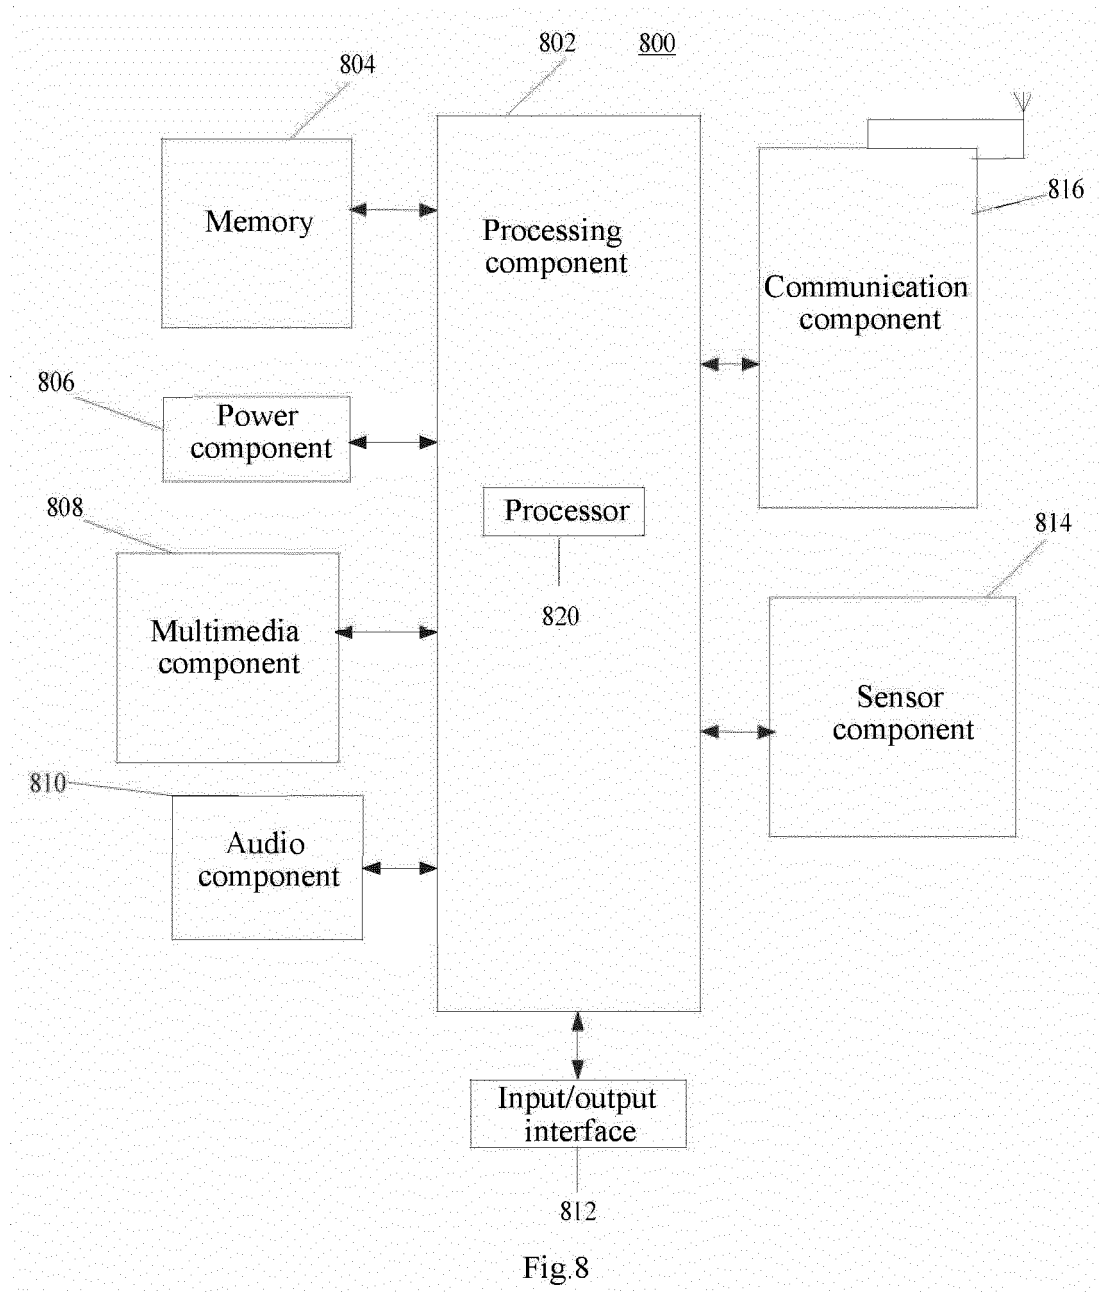 802
800
804
816
Memory
Processing
component
Communication
component
806
Power
component
808
Processor
814
820
Multimedia
component
Sensor
component
810
Audio
component
Input/output
interface
812
Fig.8